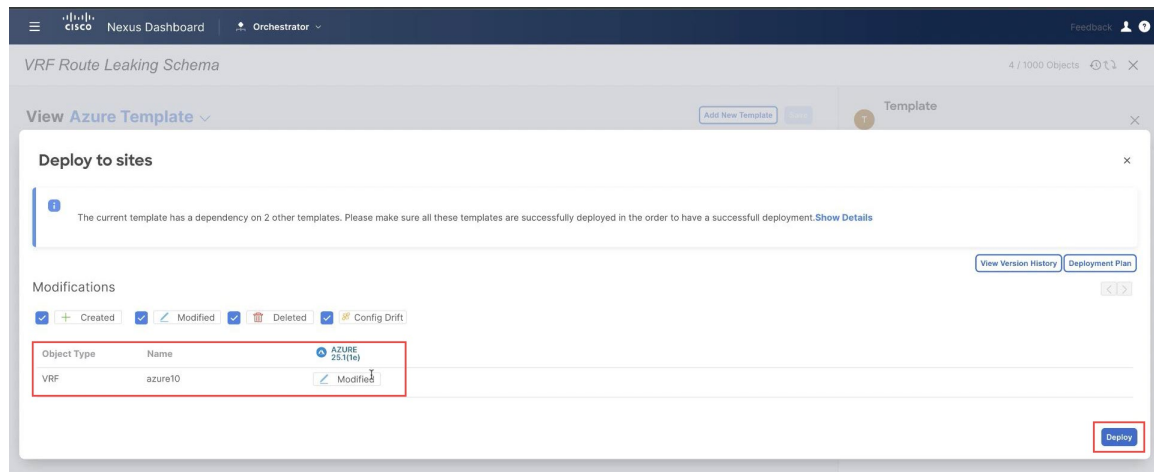 cisco Nexus Dashboard Orchestrator Feedback
VRF Route Leaking Schema 4 / 1000 Objects
View Azure Template Add New Template
Template
T
Deploy to sites
The current template has a dependency on 2 other templates. Please make sure all these templates are successfully deployed in the order to have a successfull deployment.Show Details
View Version History Deployment Plan
Modifications
Created Modified Deleted Config Drift
Object Type Name AZURE
25.1(1e)
VRF azure10 Modified
Deploy